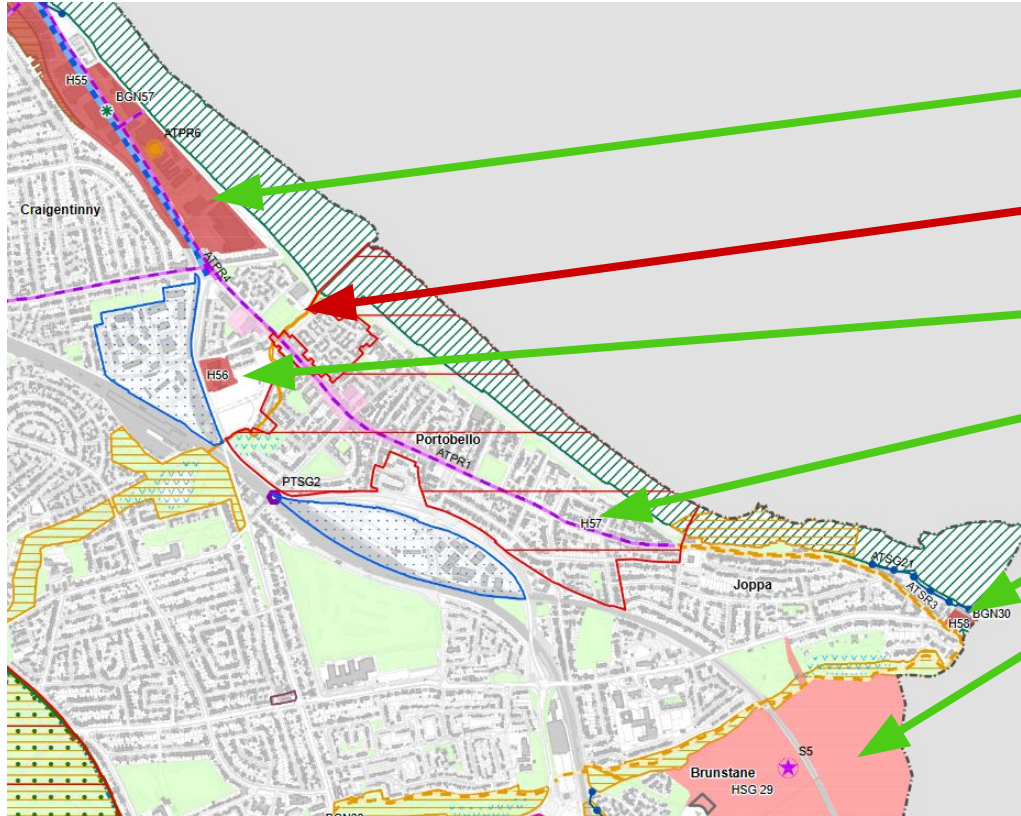 H55
BGN57
ATPR6
Craigentinny
ATPR4
H56
Portobello
ATPR1
PTSG2
H57
ATSG21
Joppa
ATSR3
BGN30
H58
S5
Brunstane
HSG 29